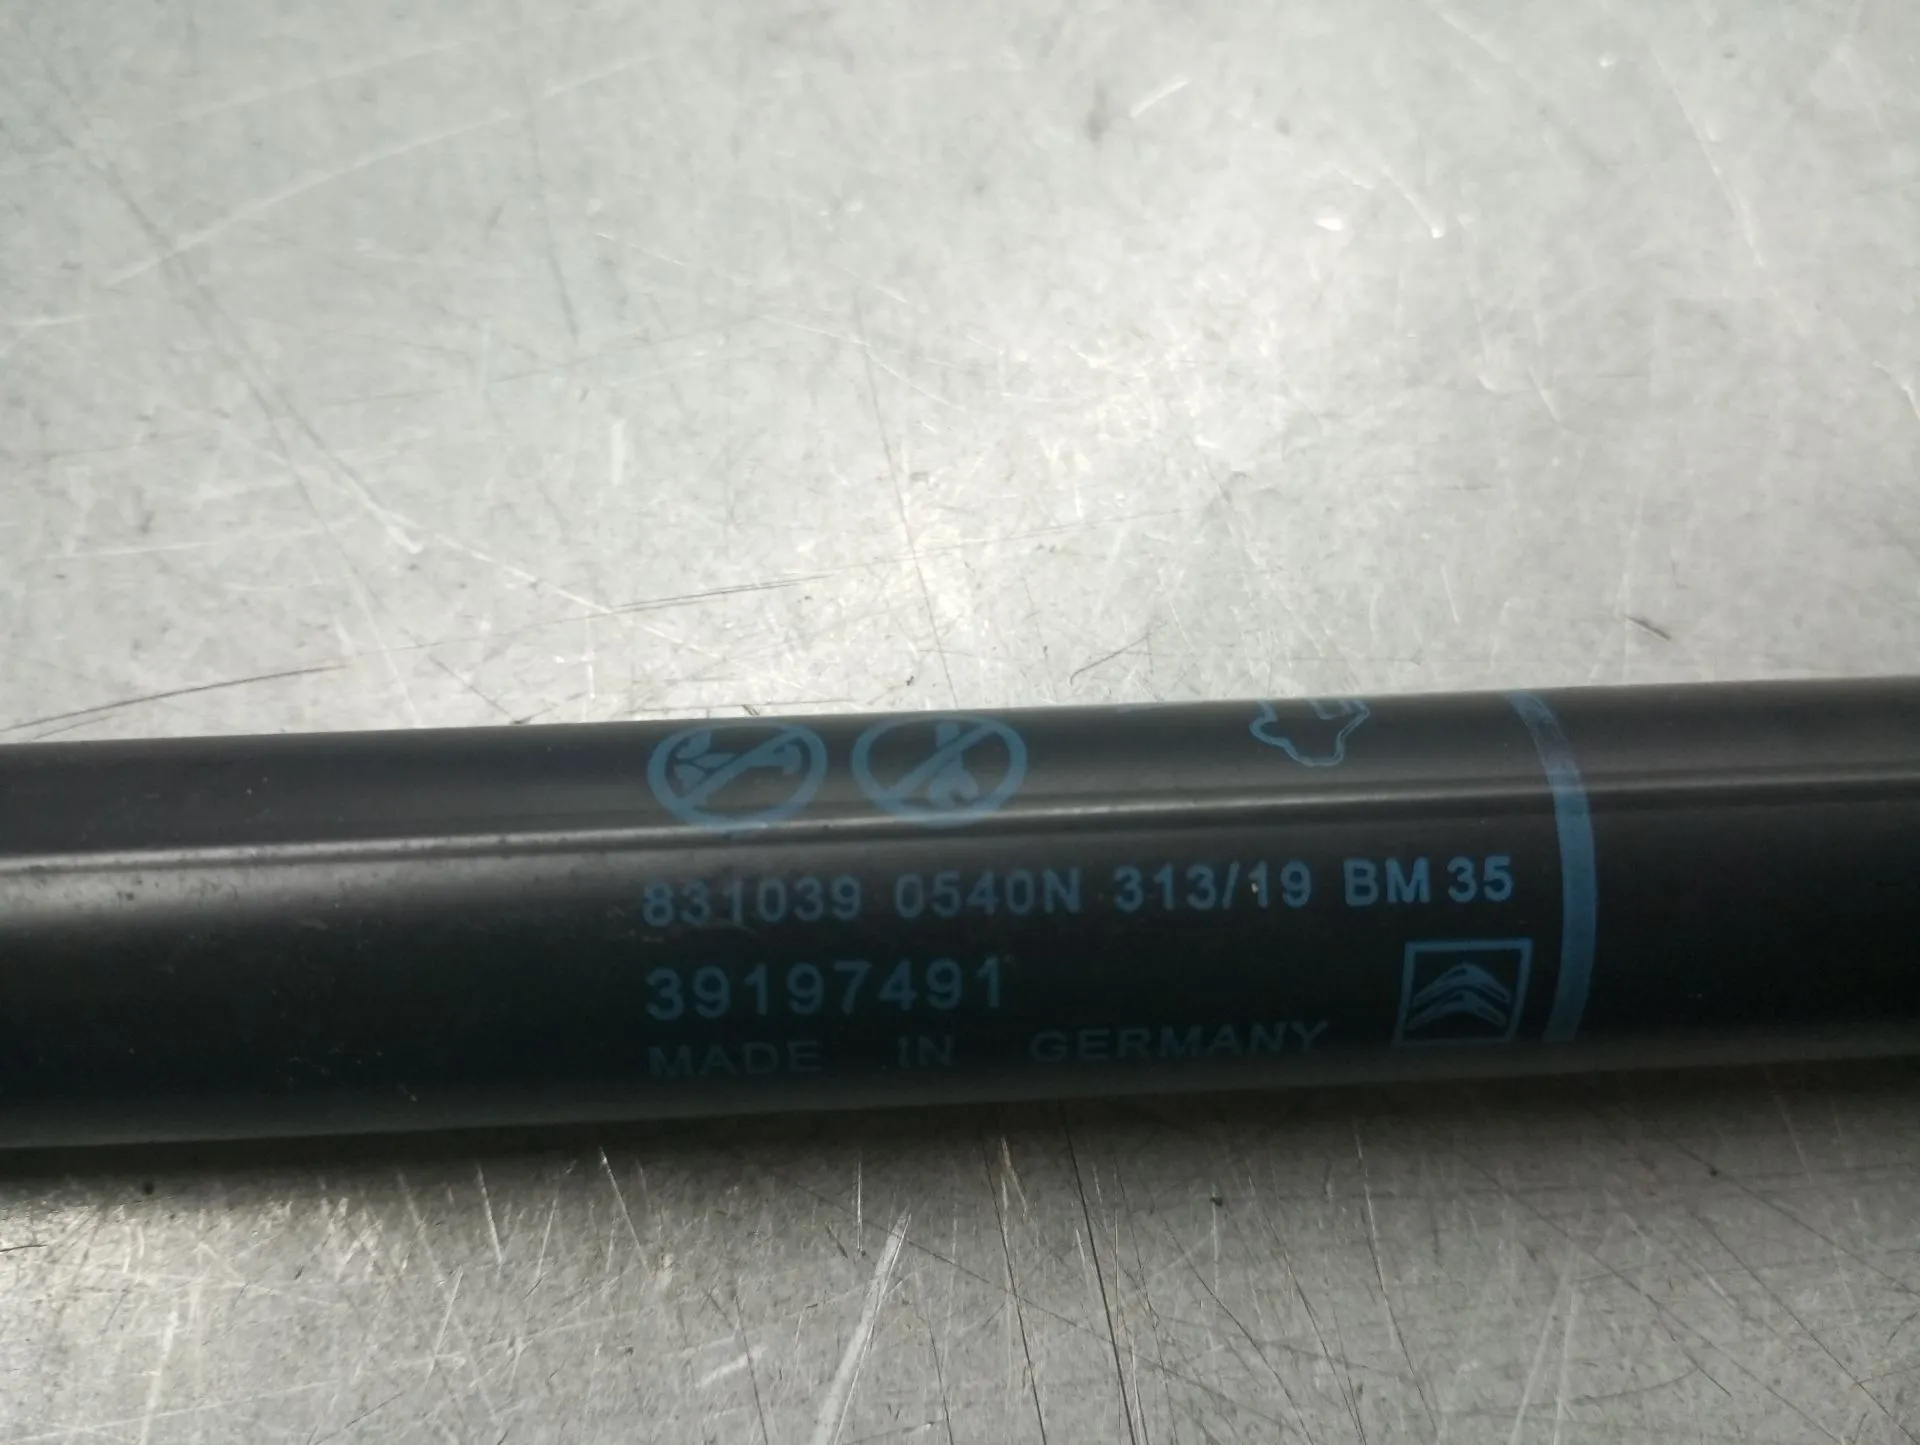 831039 0540N 313/19 BM 35
39197491
MADE IN GERMANY